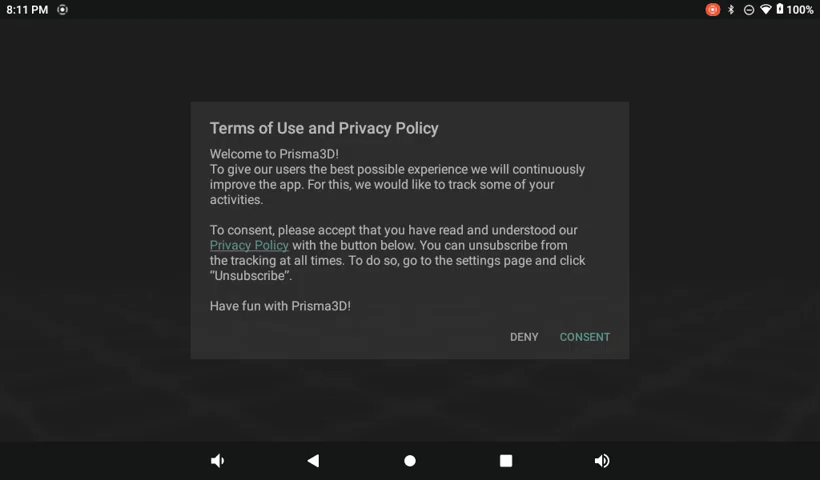 8:11 PM
100%
Terms of Use and Privacy Policy
Welcome to Prisma3D!
To give our users the best possible experience we will continuously
improve the app. For this, we would like to track some of your
activities.
To consent, please accept that you have read and understood our
Privacy Policy with the button below. You can unsubscribe from
the tracking at all times. To do so, go to the settings page and click
“Unsubscribe”.
Have fun with Prisma3D!
DENY
CONSENT